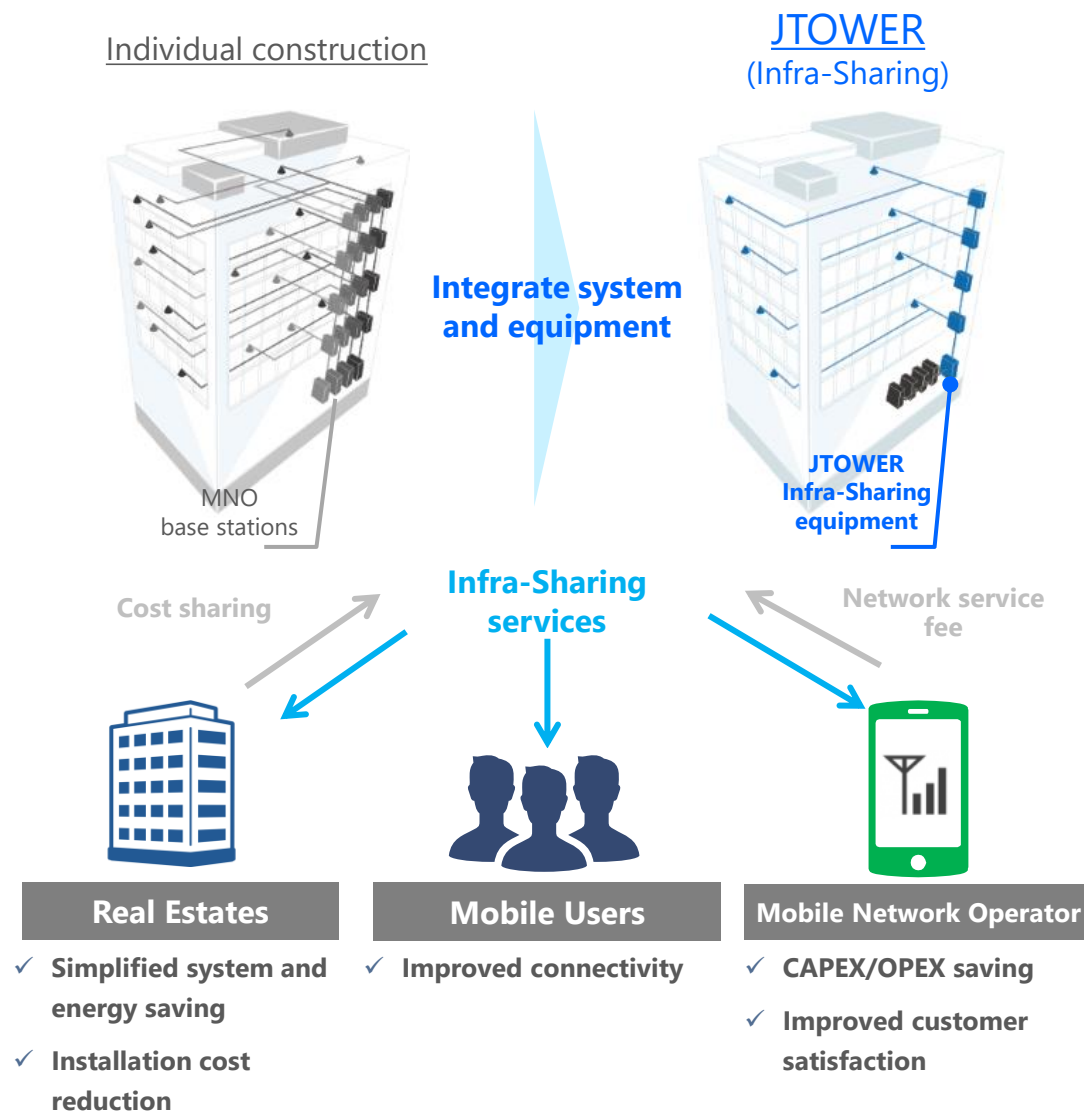 Individual construction
JTOWER
(Infra-Sharing)
Integrate system
and equipment
MNO
base stations
JTOWER
Infra-Sharing
equipment
Infra-Sharing
services
Cost sharing
Network service
fee
Real Estates
Mobile Users
Mobile Network Operator
✓ Simplified system and
energy saving
✓ Installation cost
reduction
✓ Improved connectivity
✓ CAPEX/OPEX saving
✓ Improved customer
satisfaction